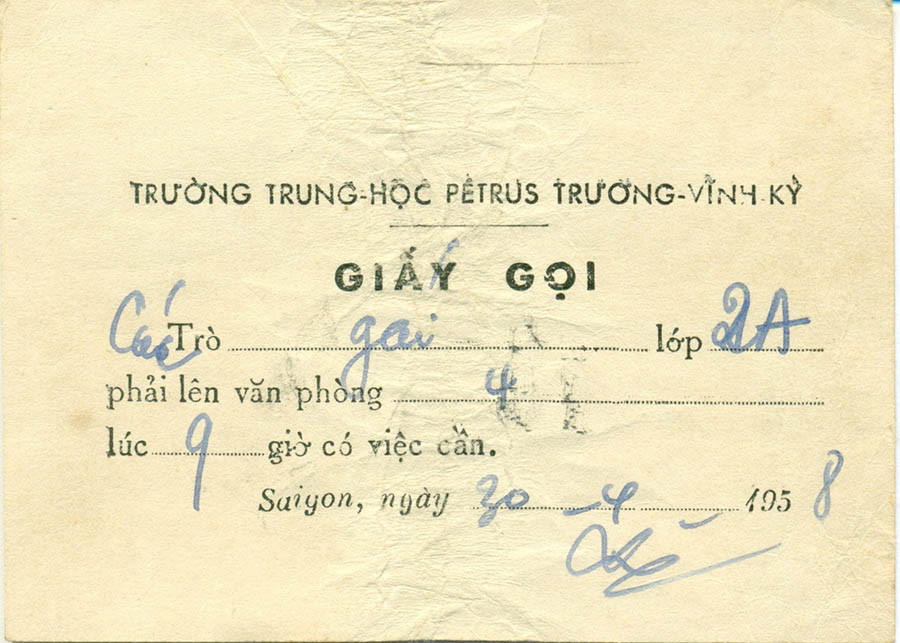 TRƯỜNG TRUNG-HỌC PÉTRUS TRƯƠNG-VĨNH-KÝ
GIẤY GỌI
Các Trò gái lớp 2A
phải lên văn phòng 4
lúc 9 giờ có việc cần.
Saigon, ngày 30-4 1958